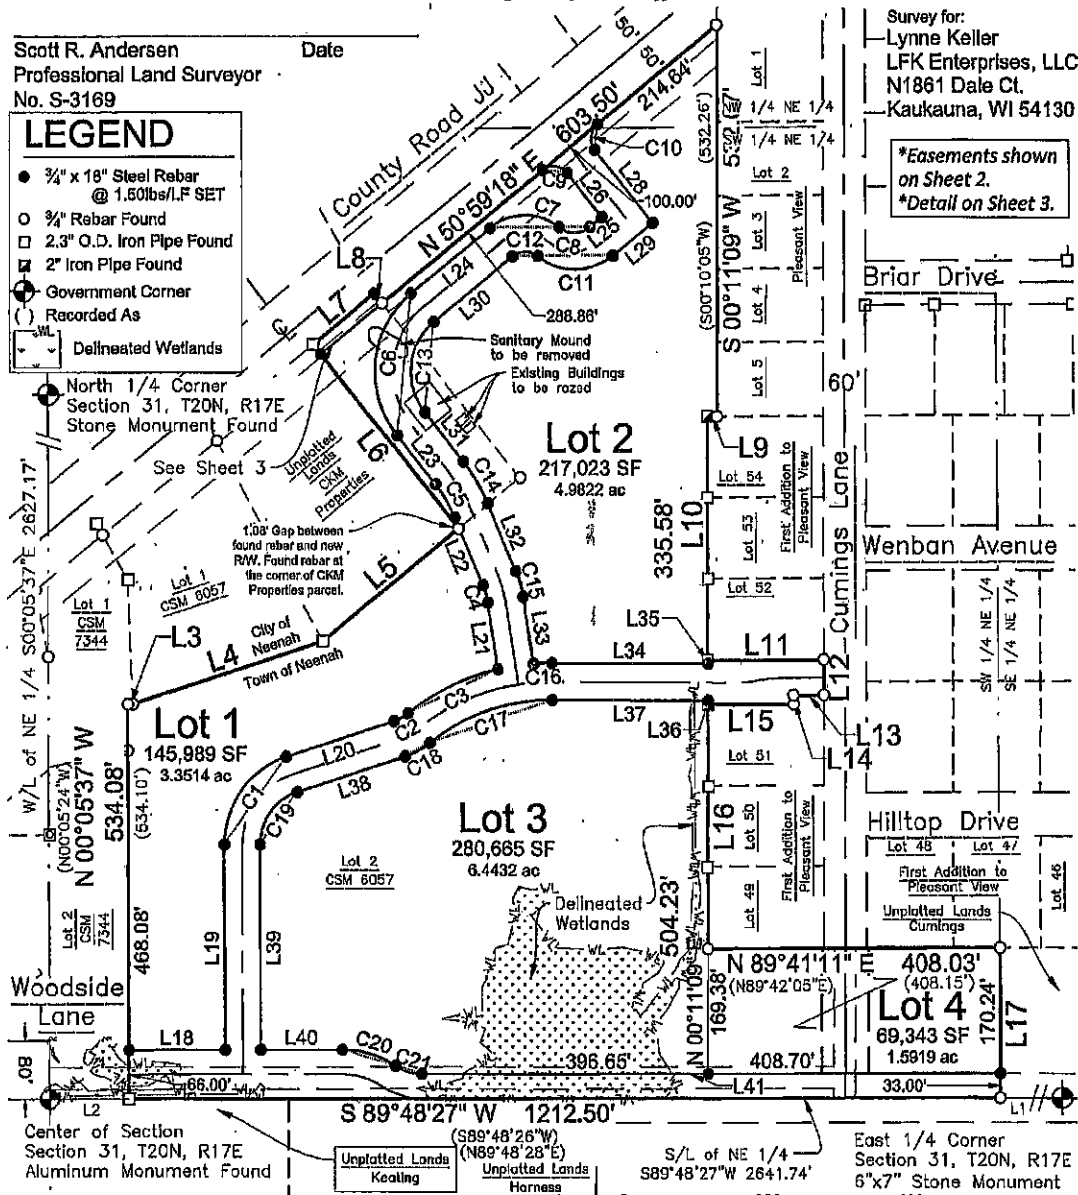 Scott R. Andersen
Date
Professional Land Surveyor
No. S-3169
LEGEND
¾" x 18" Steel Rebar
@ 1.50lbs/LF SET
¾" Rebar Found
2.3" O.D. Iron Pipe Found
2" Iron Pipe Found
Government Corner
( ) Recorded As
WL
Delineated Wetlands
Survey for:
Lynne Keller
LFK Enterprises, LLC
N1861 Dale Ct.
Kaukauna, WI 54130
*Easements shown
on Sheet 2.
*Detail on Sheet 3.
County Road JJ
50'
50'
N 50°59'18" E
603.50'
214.64'
(532.26')
S 00°11'09" W
(S00°10'05"W)
1/4 NE 1/4
1/4 NE 1/4
Lot 1
Lot 2
Lot 3
Lot 4
Lot 5
Pleasant View
C10
C9
L28
L26
100.00'
C7
L25
C8
L29
C12
C11
L24
L30
L8
L7
288.86'
C6
C13
Sanitary Mound
to be removed
Existing Buildings
to be razed
Briar Drive
60'
North 1/4 Corner
Section 31, T20N, R17E
Stone Monument Found
See Sheet 3
L6
Unplatted
Lands
CKM
Properties
L23
C5
C14
Lot 2
217,023 SF
4.9822 ac
L9
L10
335.58'
Lot 54
Lot 53
Lot 52
First Addition to
Pleasant View
Cumings Lane
Wenban Avenue
1.08' Gap between
found rebar and new
R/W. Found rebar at
the corner of CKM
Properties parcel.
L5
L22
L32
C4
C15
L21
L33
W/L of NE 1/4 S00°05'37"E 2627.17'
Lot 1
CSM
7344
Lot 1
CSM 6057
L3
L4
City of
Neenah
Town of Neenah
L35
L34
L11
L12
C16
SW 1/4 NE 1/4
SE 1/4 NE 1/4
Lot 1
145,989 SF
3.3514 ac
C3
C2
C17
L37
L36
L15
L13
L14
Lot 51
L20
C18
L38
C1
C19
N 00°05'37" W
534.08'
(N00°05'24"W)
(534.10')
Lot 3
280,665 SF
6.4432 ac
Lot 2
CSM 6057
L16
Lot 50
Lot 49
First Addition to
Pleasant View
Hilltop Drive
Lot 48
Lot 47
Lot 46
First Addition to
Pleasant View
Unplatted Lands
Cumings
Delineated
Wetlands
504.23'
Lot 2
CSM
7344
468.08'
L19
L39
N 89°41'11" E
408.03'
(N89°42'05"E)
(408.15')
Lot 4
69,343 SF
1.5919 ac
N 00°11'09"
169.38'
170.24'
L17
Woodside
Lane
L18
L40
C20
C21
396.65'
408.70'
L41
33.00'
80'
66.00'
L2
L1
S 89°48'27" W 1212.50'
(S89°48'26"W)
(N89°48'28"E)
Center of Section
Section 31, T20N, R17E
Aluminum Monument Found
Unplatted Lands
Keating
Unplatted Lands
Harness
S/L of NE 1/4
S89°48'27"W 2641.74'
East 1/4 Corner
Section 31, T20N, R17E
6"x7" Stone Monument